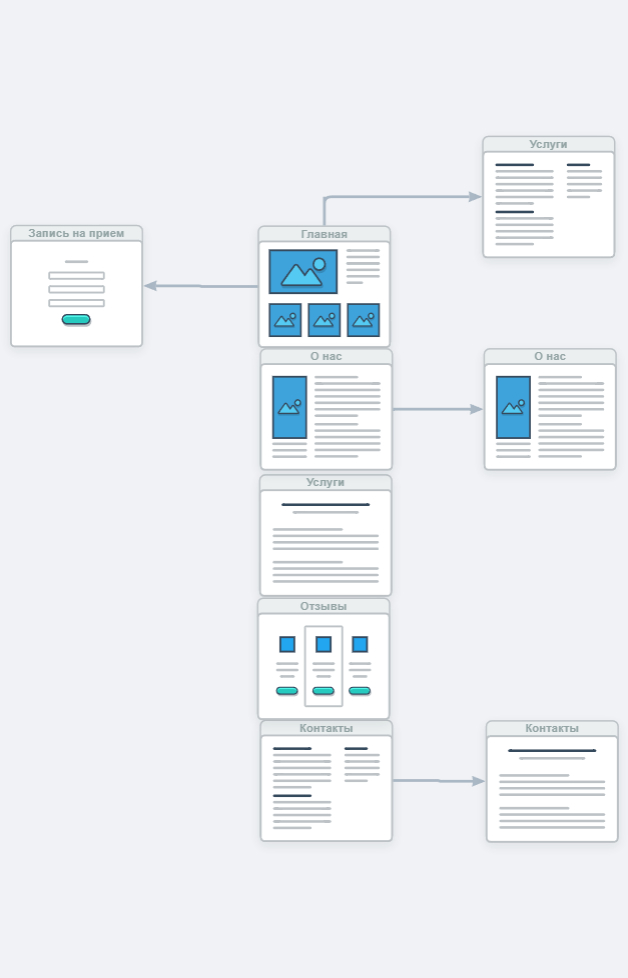 Услуги
Запись на прием
Главная
О нас
О нас
Услуги
Отзывы
Контакты
Контакты